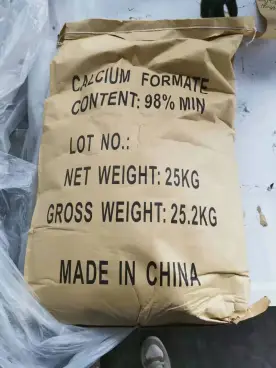 CALCIUM FORMATE
CONTENT: 98% MIN
LOT NO.:
NET WEIGHT: 25KG
GROSS WEIGHT: 25.2KG
MADE IN CHINA